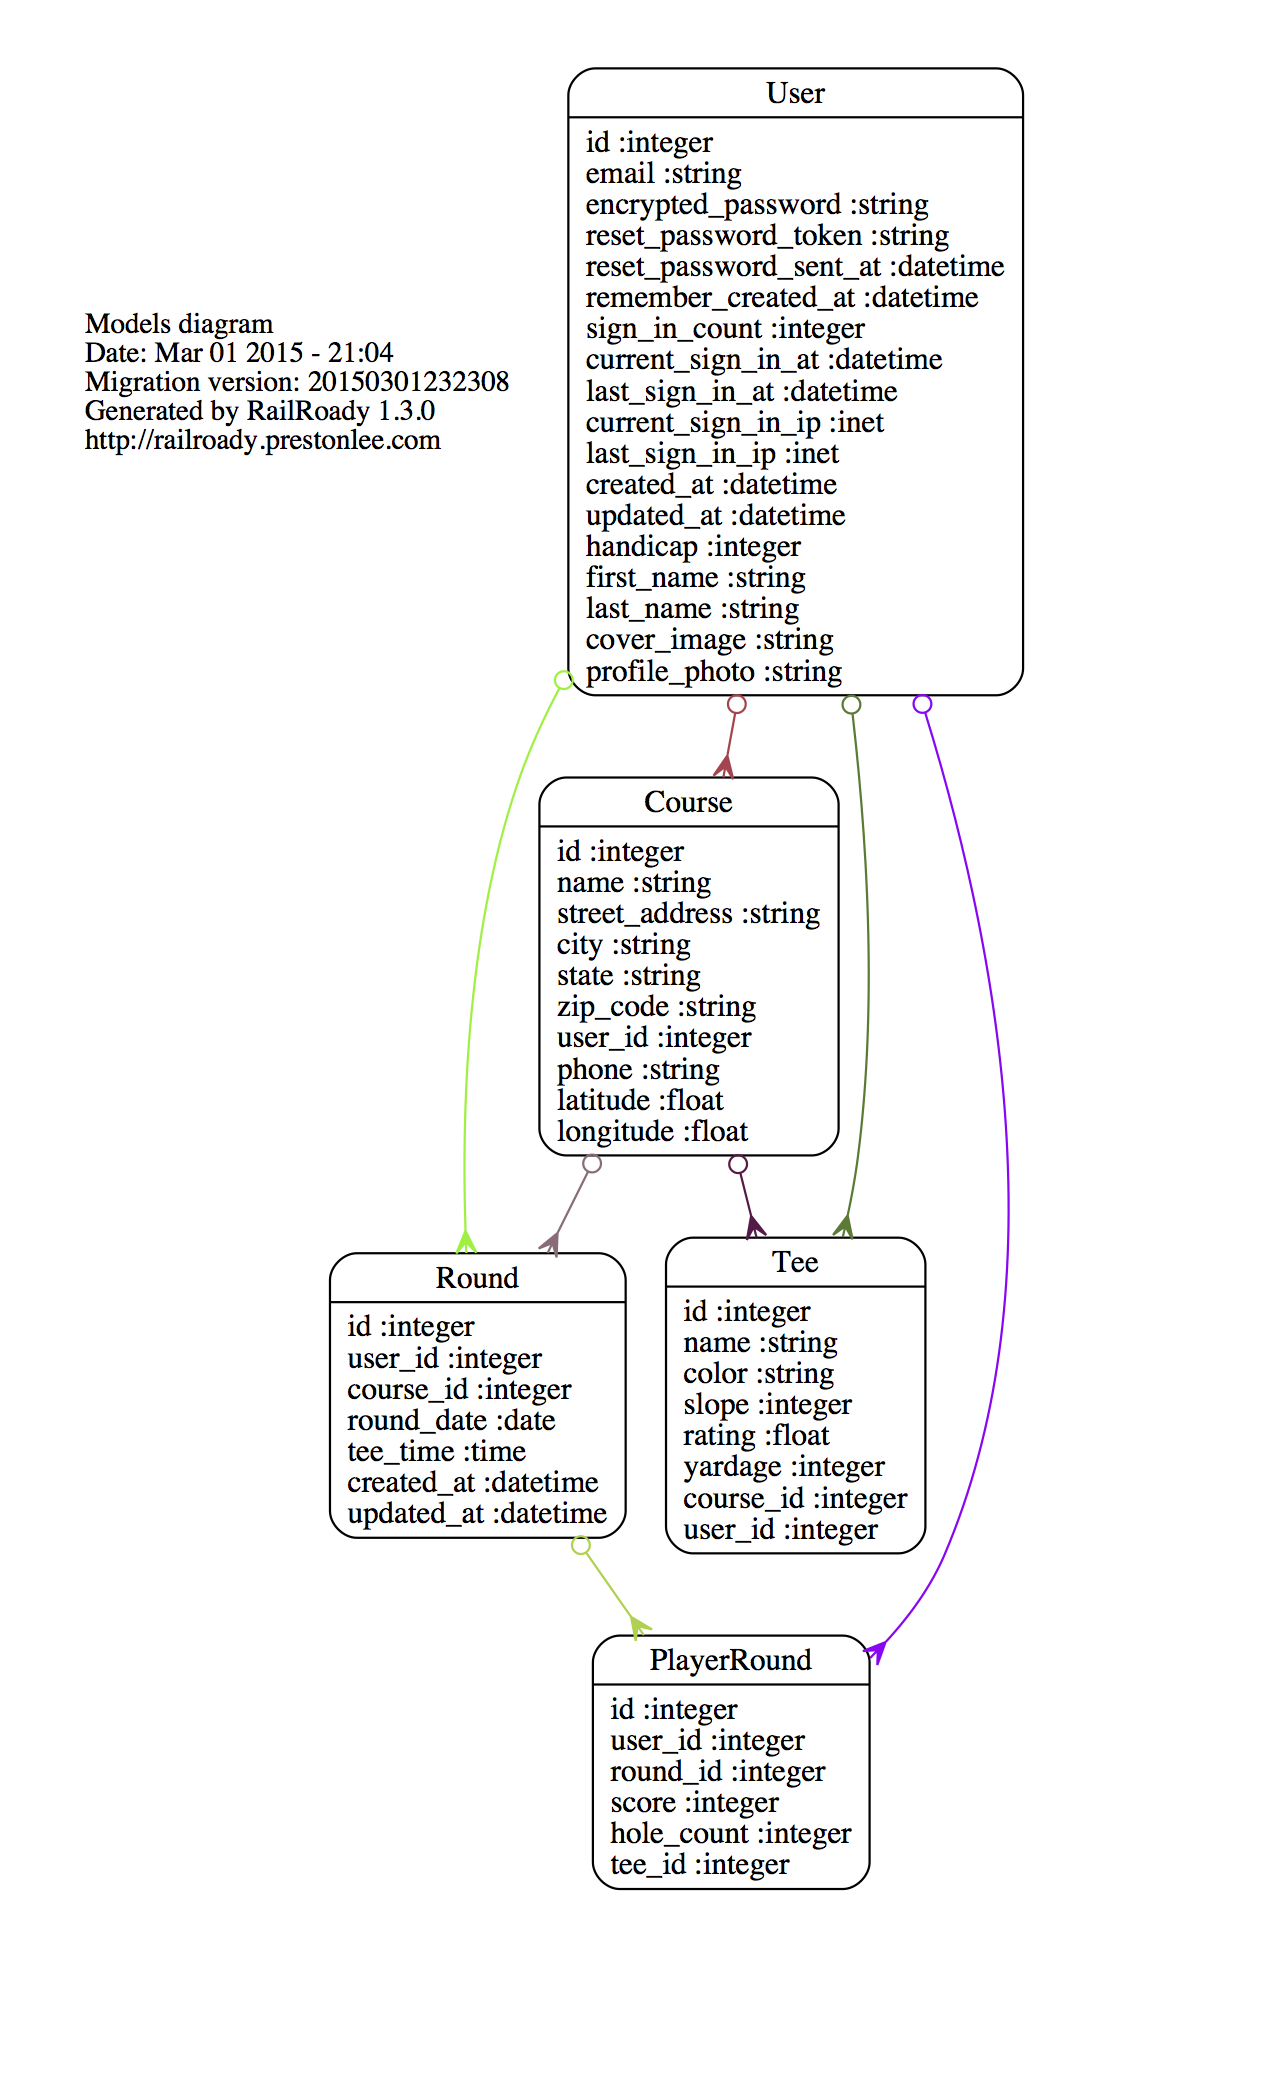 User
id :integer
email :string
encrypted_password :string
reset_password_token :string
reset_password_sent_at :datetime
remember_created_at :datetime
sign_in_count :integer
current_sign_in_at :datetime
last_sign_in_at :datetime
current_sign_in_ip :inet
last_sign_in_ip :inet
created_at :datetime
updated_at :datetime
handicap :integer
first_name :string
last_name :string
cover_image :string
profile_photo :string
Models diagram
Date: Mar 01 2015 - 21:04
Migration version: 20150301232308
Generated by RailRoady 1.3.0
http://railroady.prestonlee.com
Course
id :integer
name :string
street_address :string
city :string
state :string
zip_code :string
user_id :integer
phone :string
latitude :float
longitude :float
Round
id :integer
user_id :integer
course_id :integer
round_date :date
tee_time :time
created_at :datetime
updated_at :datetime
Tee
id :integer
name :string
color :string
slope :integer
rating :float
yardage :integer
course_id :integer
user_id :integer
PlayerRound
id :integer
user_id :integer
round_id :integer
score :integer
hole_count :integer
tee_id :integer